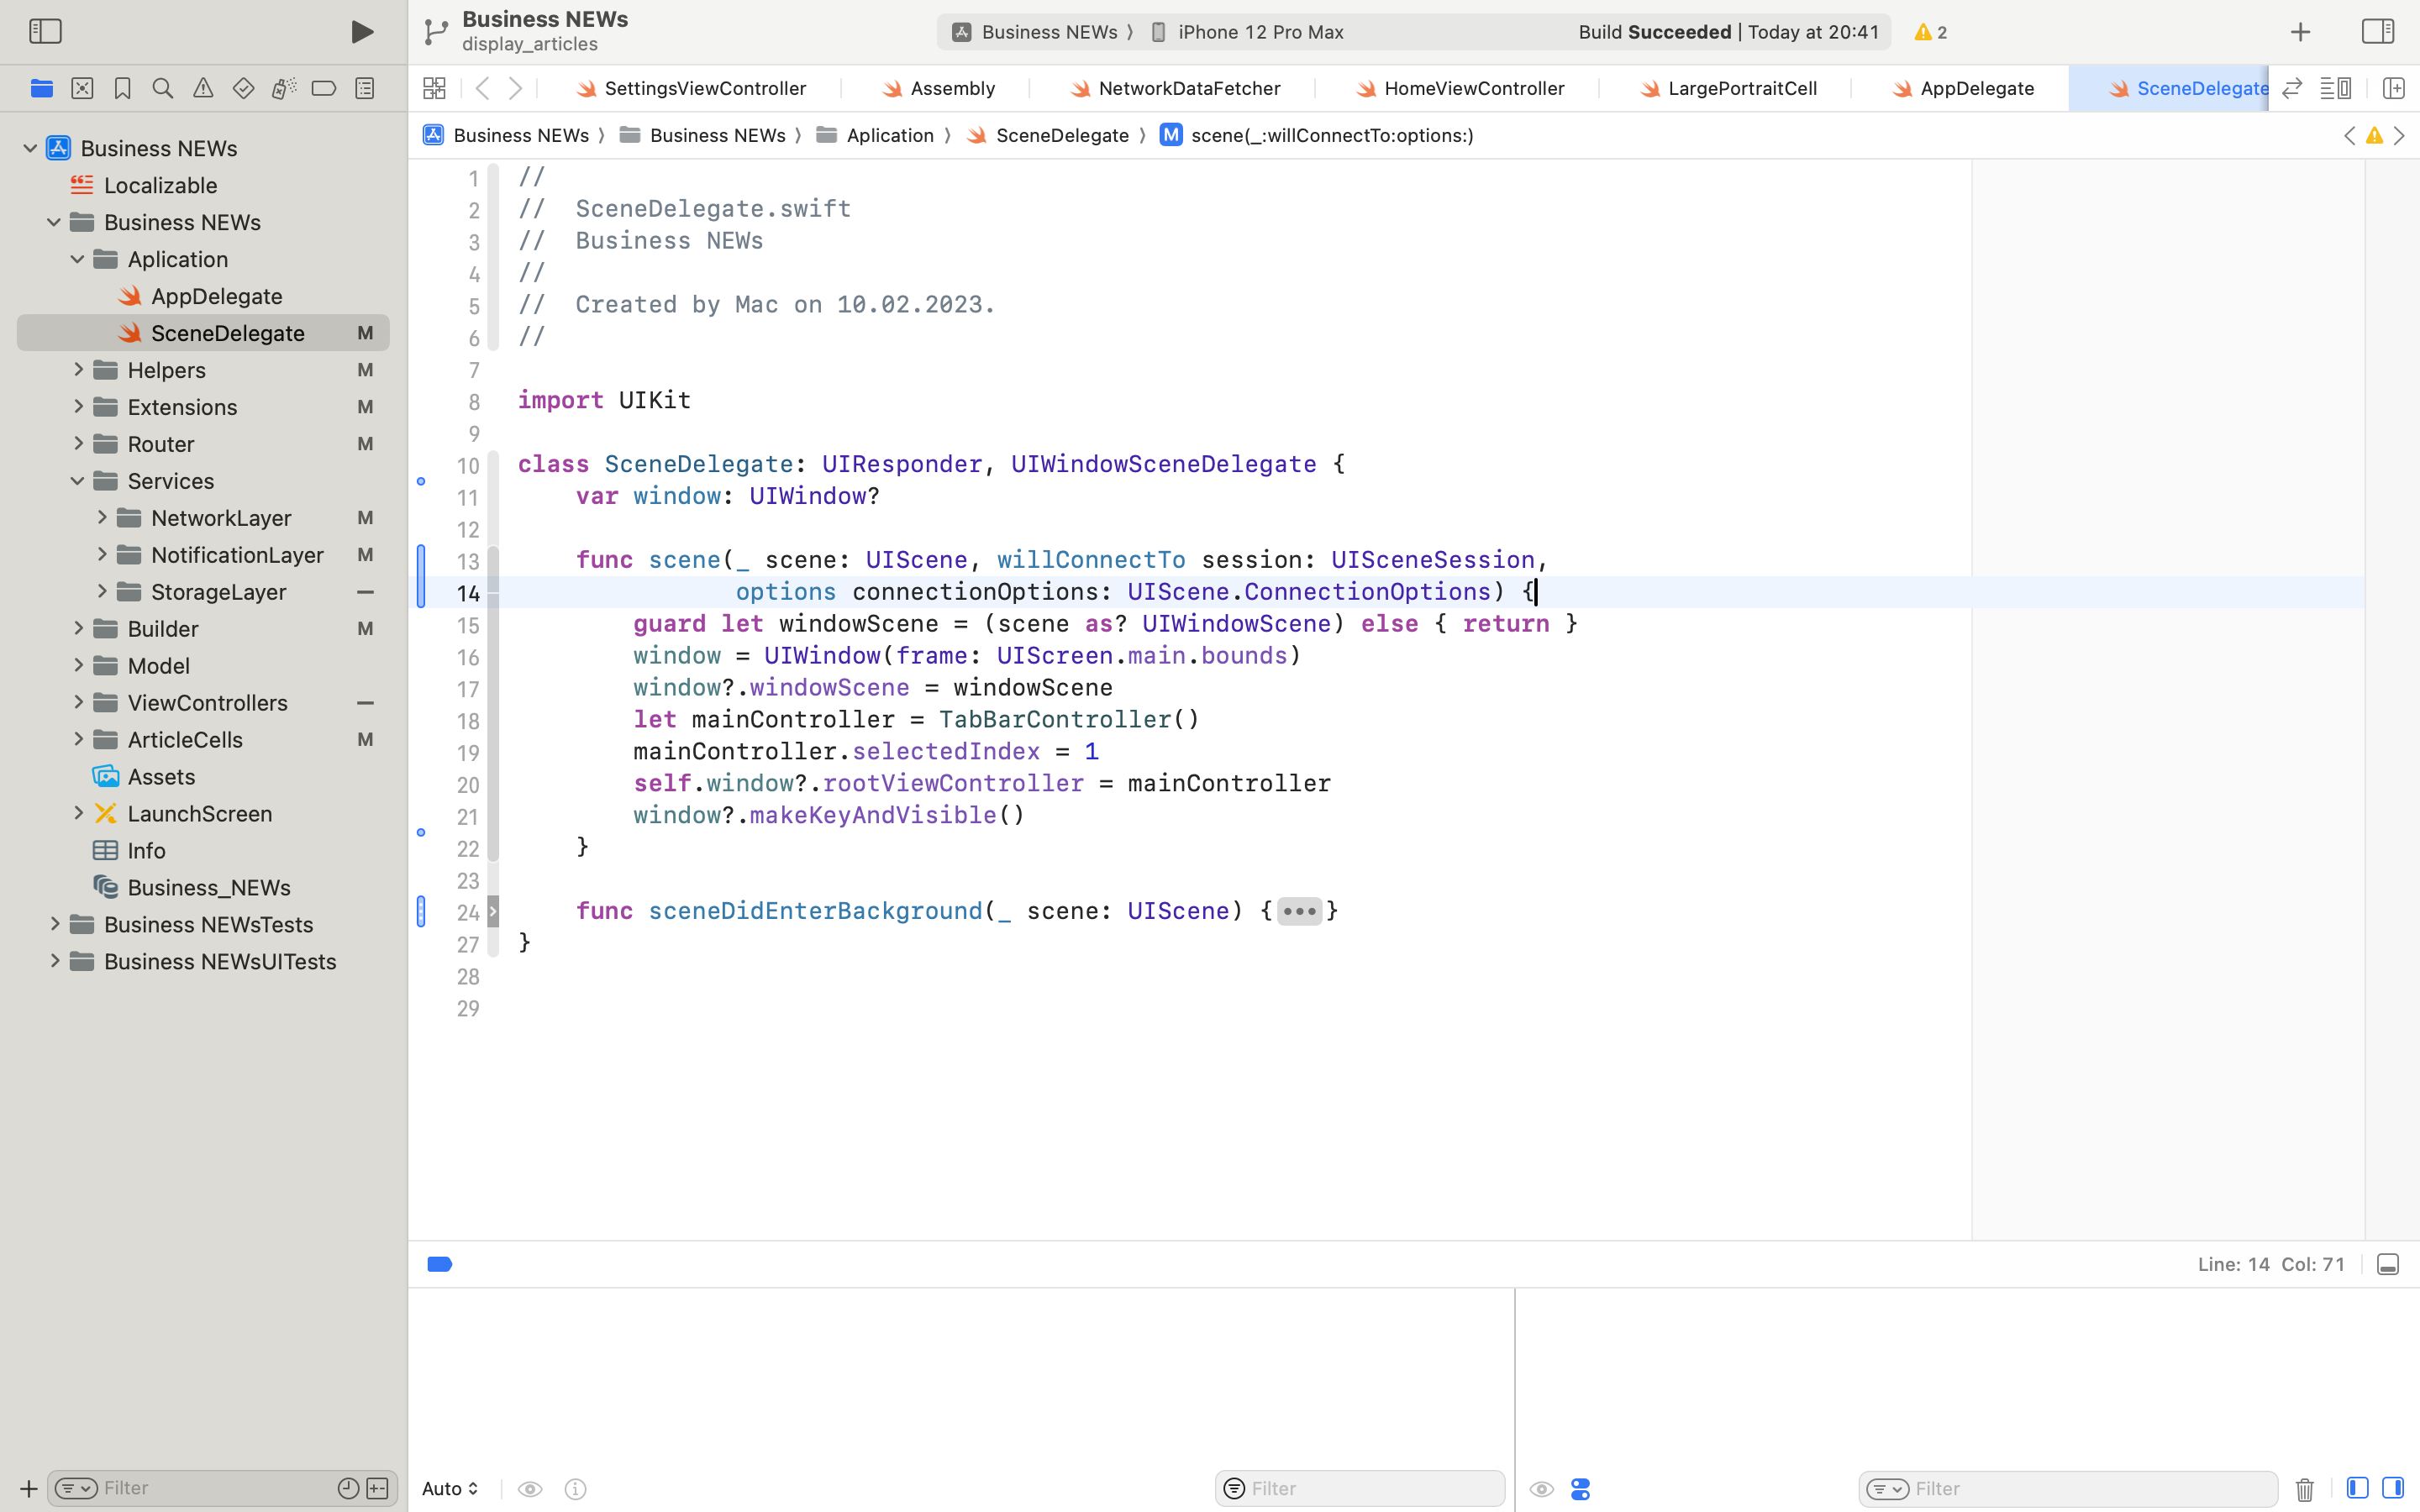 Business NEWs
display_articles
Business NEWs 〉 iPhone 12 Pro Max
Build Succeeded | Today at 20:41
2
SettingsViewController
Assembly
NetworkDataFetcher
HomeViewController
LargePortraitCell
AppDelegate
SceneDelegate
Business NEWs 〉 Business NEWs 〉 Aplication 〉 SceneDelegate 〉 M scene(_:willConnectTo:options:)
Business NEWs
Localizable
Business NEWs
Aplication
AppDelegate
SceneDelegate M
Helpers M
Extensions M
Router M
Services
NetworkLayer M
NotificationLayer M
StorageLayer —
Builder M
Model
ViewControllers —
ArticleCells M
Assets
LaunchScreen
Info
Business_NEWs
Business NEWsTests
Business NEWsUITests
Filter
1 //
2 //  SceneDelegate.swift
3 //  Business NEWs
4 //
5 //  Created by Mac on 10.02.2023.
6 //
7
8 import UIKit
9
10 class SceneDelegate: UIResponder, UIWindowSceneDelegate {
11     var window: UIWindow?
12
13     func scene(_ scene: UIScene, willConnectTo session: UISceneSession,
14                options connectionOptions: UIScene.ConnectionOptions) {
15         guard let windowScene = (scene as? UIWindowScene) else { return }
16         window = UIWindow(frame: UIScreen.main.bounds)
17         window?.windowScene = windowScene
18         let mainController = TabBarController()
19         mainController.selectedIndex = 1
20         self.window?.rootViewController = mainController
21         window?.makeKeyAndVisible()
22     }
23
24     func sceneDidEnterBackground(_ scene: UIScene) {•••}
27 }
28
29
Line: 14 Col: 71
Auto
Filter
Filter